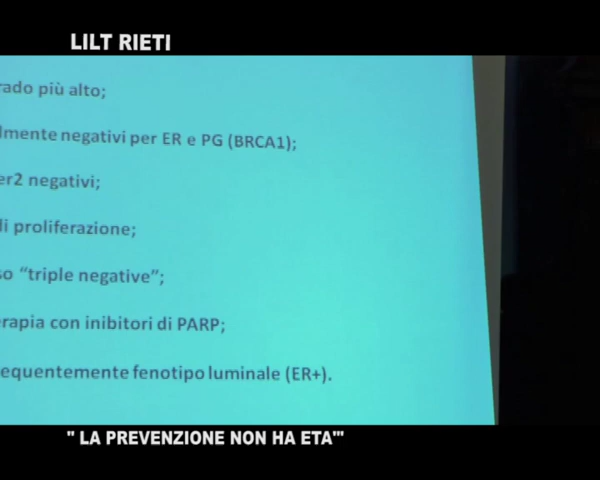 LILT RIETI
rado più alto;
lmente negativi per ER e PG (BRCA1);
er2 negativi;
di proliferazione;
so “triple negative”;
erapia con inibitori di PARP;
equentemente fenotipo luminale (ER+).
" LA PREVENZIONE NON HA ETA'"